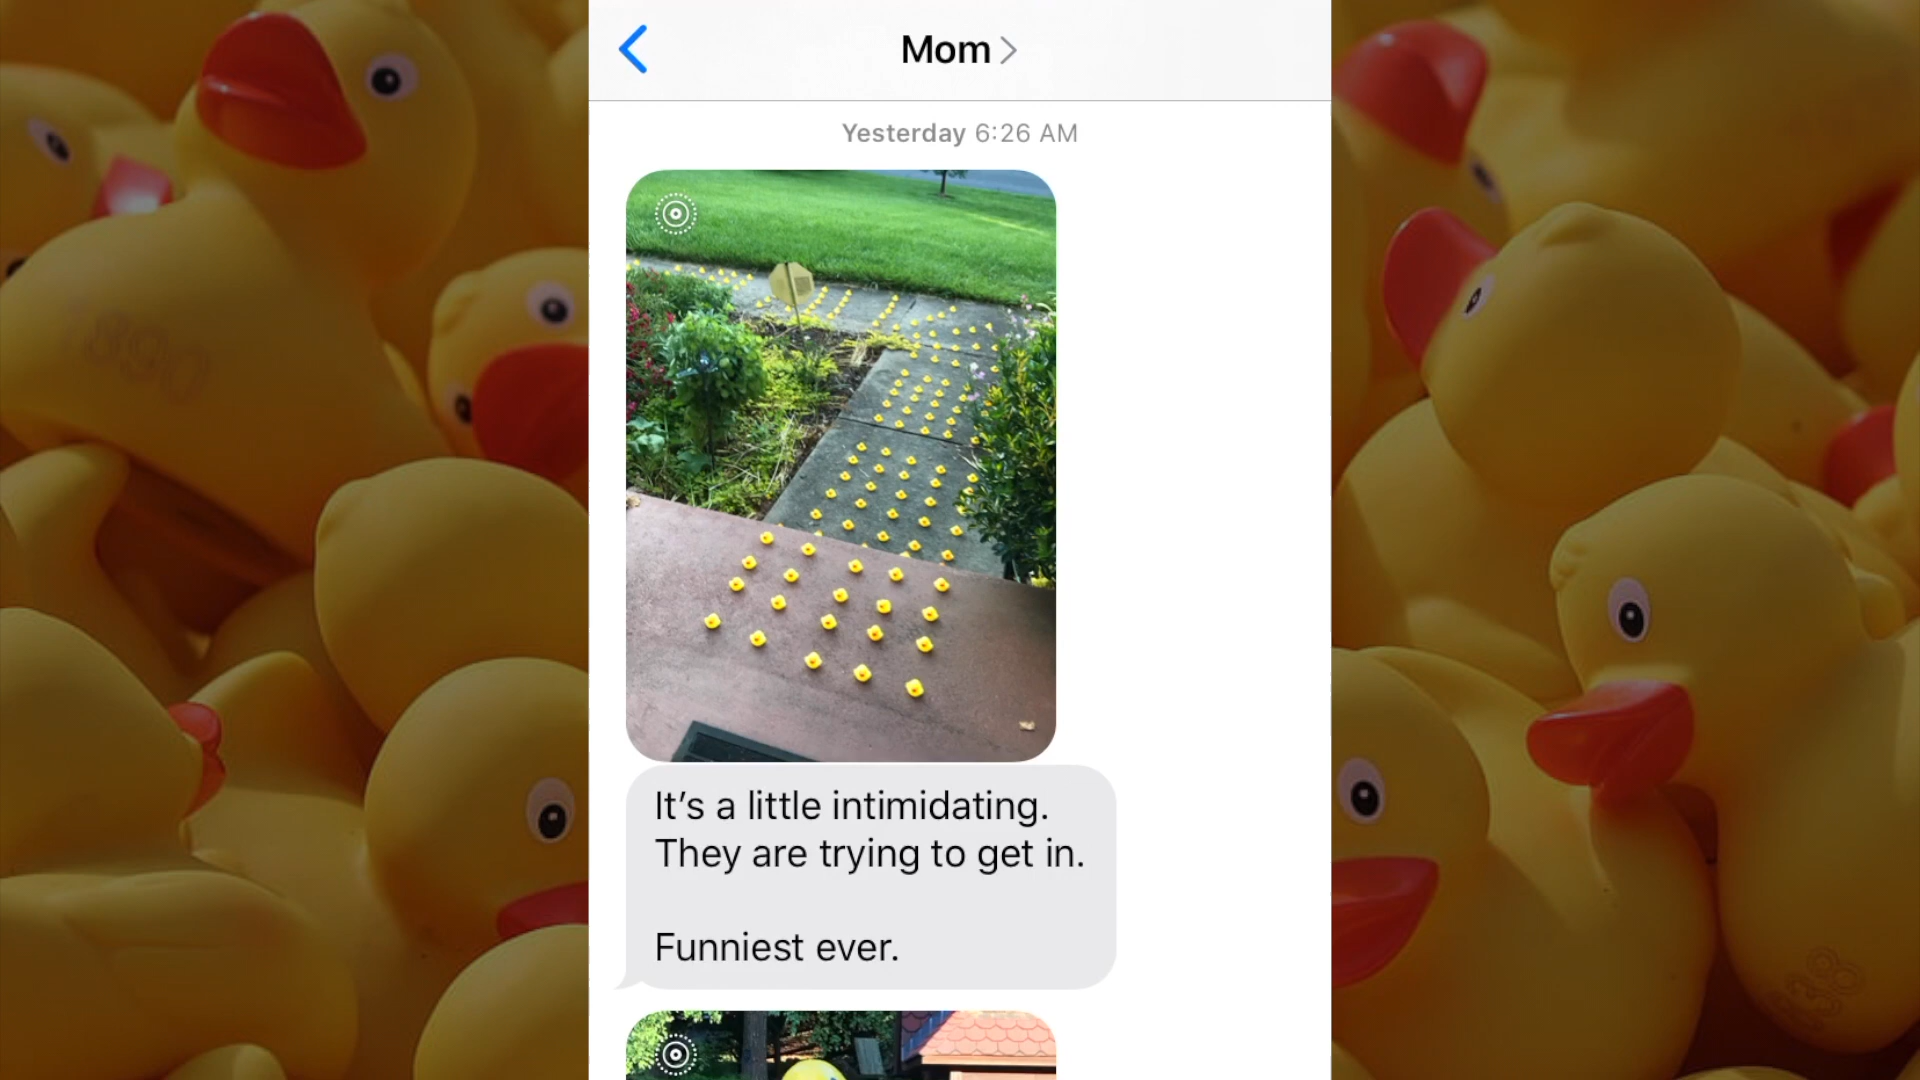 Mom
Yesterday 6:26 AM
It’s a little intimidating.
They are trying to get in.
Funniest ever.